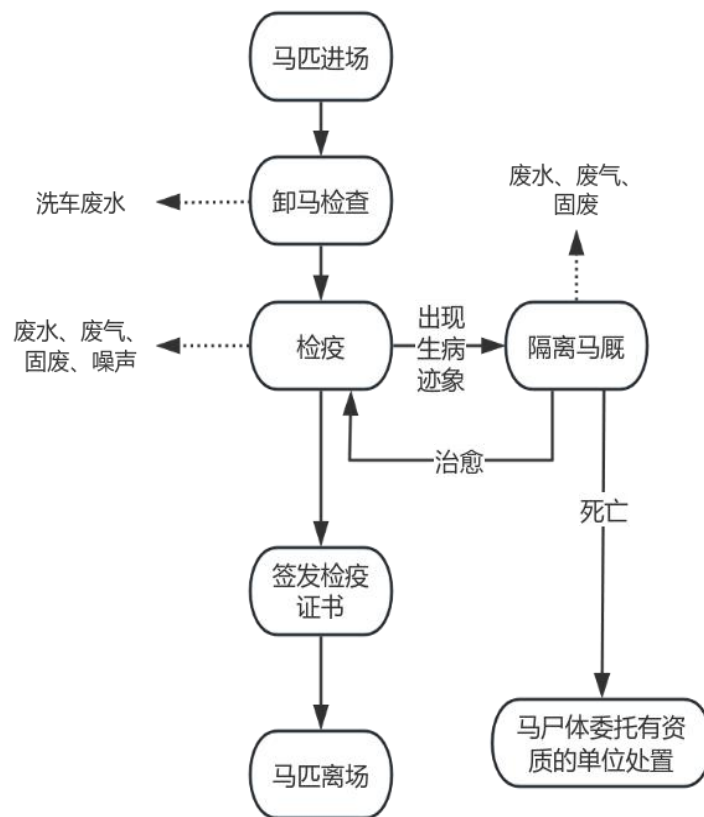 马匹进场
洗车废水
卸马检查
废水、废气、
固废
废水、废气、
固废、噪声
检疫
出现
生病
迹象
隔离马厩
治愈
死亡
签发检疫
证书
马匹离场
马尸体委托有资
质的单位处置